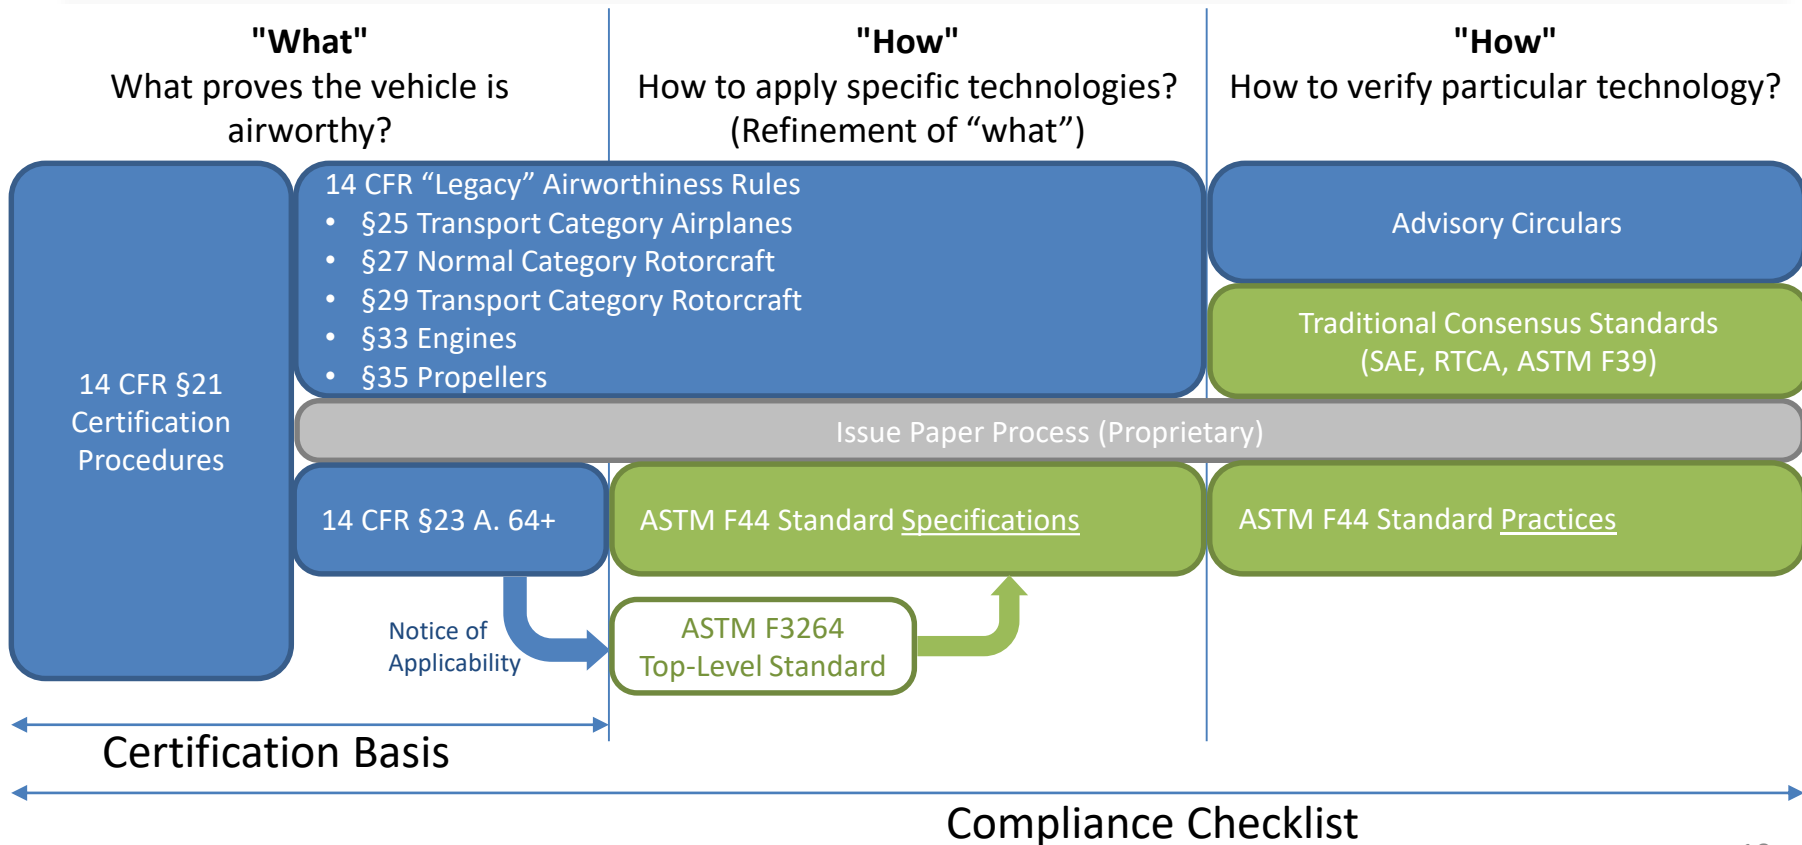 "What"
What proves the vehicle is
airworthy?
"How"
How to apply specific technologies?
(Refinement of “what”)
"How"
How to verify particular technology?
14 CFR §21
Certification
Procedures
14 CFR “Legacy” Airworthiness Rules
• §25 Transport Category Airplanes
• §27 Normal Category Rotorcraft
• §29 Transport Category Rotorcraft
• §33 Engines
• §35 Propellers
Advisory Circulars
Traditional Consensus Standards
(SAE, RTCA, ASTM F39)
Issue Paper Process (Proprietary)
14 CFR §23 A. 64+
ASTM F44 Standard Specifications
ASTM F44 Standard Practices
Notice of
Applicability
ASTM F3264
Top-Level Standard
Certification Basis
Compliance Checklist